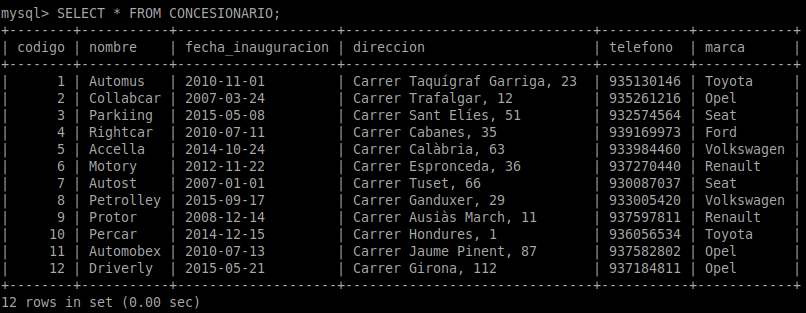 mysql> SELECT * FROM CONCESIONARIO;
+--------+-----------+--------------------+-------------------------------+-----------+------------+
| codigo | nombre    | fecha_inauguracion | direccion                     | telefono  | marca      |
+--------+-----------+--------------------+-------------------------------+-----------+------------+
|      1 | Automus   | 2010-11-01         | Carrer Taquígraf Garriga, 23  | 935130146 | Toyota     |
|      2 | Collabcar | 2007-03-24         | Carrer Trafalgar, 12          | 935261216 | Opel       |
|      3 | Parkiing  | 2015-05-08         | Carrer Sant Elíes, 51         | 932574564 | Seat       |
|      4 | Rightcar  | 2010-07-11         | Carrer Cabanes, 35            | 939169973 | Ford       |
|      5 | Accella   | 2014-10-24         | Carrer Calàbria, 63           | 933984460 | Volkswagen |
|      6 | Motory    | 2012-11-22         | Carrer Espronceda, 36         | 937270440 | Renault    |
|      7 | Autost    | 2007-01-01         | Carrer Tuset, 66              | 930087037 | Seat       |
|      8 | Petrolley | 2015-09-17         | Carrer Ganduxer, 29           | 933005420 | Volkswagen |
|      9 | Protor    | 2008-12-14         | Carrer Ausiàs March, 11       | 937597811 | Renault    |
|     10 | Percar    | 2014-12-15         | Carrer Hondures, 1            | 936056534 | Toyota     |
|     11 | Automobex | 2010-07-13         | Carrer Jaume Pinent, 87       | 937582802 | Opel       |
|     12 | Driverly  | 2015-05-21         | Carrer Girona, 112            | 937184811 | Opel       |
+--------+-----------+--------------------+-------------------------------+-----------+------------+
12 rows in set (0.00 sec)